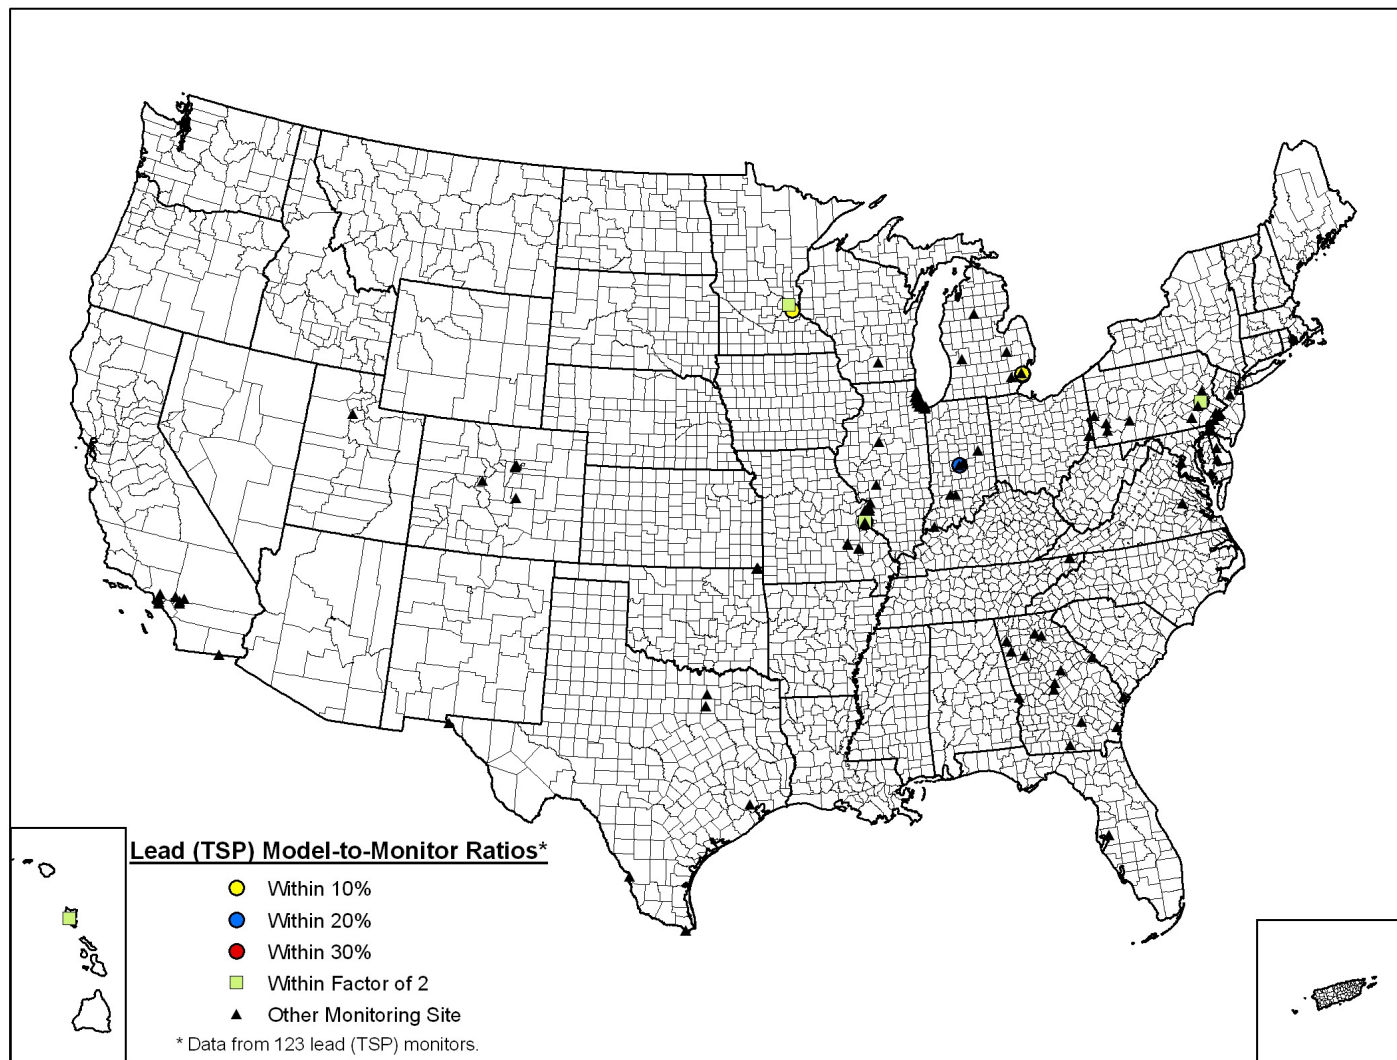 Lead (TSP) Model-to-Monitor Ratios*
Within 10%
Within 20%
Within 30%
Within Factor of 2
Other Monitoring Site
* Data from 123 lead (TSP) monitors.